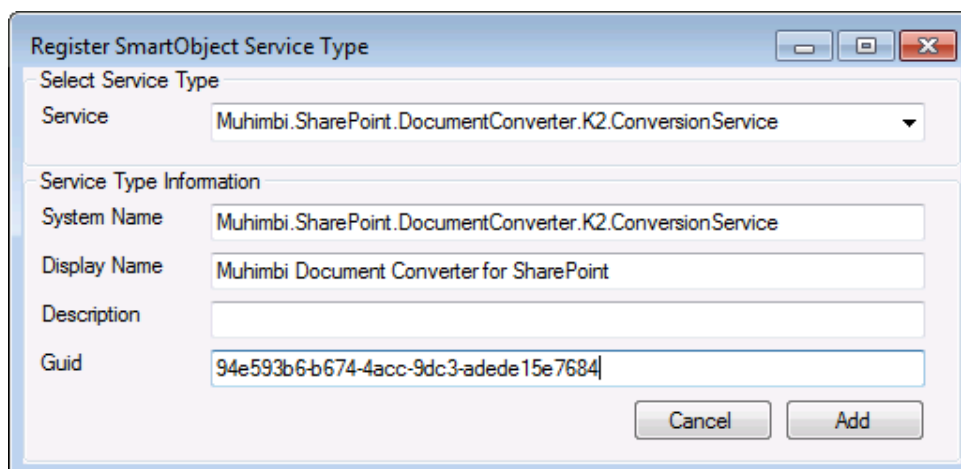 Register SmartObject Service Type
Select Service Type
Service Muhimbi.SharePoint.DocumentConverter.K2.ConversionService
Service Type Information
System Name Muhimbi.SharePoint.DocumentConverter.K2.ConversionService
Display Name Muhimbi Document Converter for SharePoint
Description
Guid 94e593b6-b674-4acc-9dc3-adede15e7684
Cancel Add